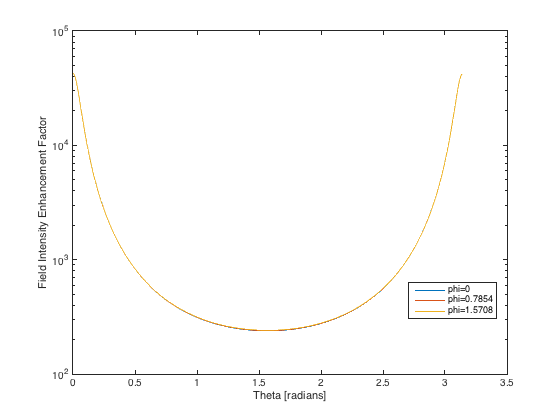 10^5
10^4
10^3
10^2
Field Intensity Enhancement Factor
phi=0
phi=0.7854
phi=1.5708
0 0.5 1 1.5 2 2.5 3 3.5
Theta [radians]